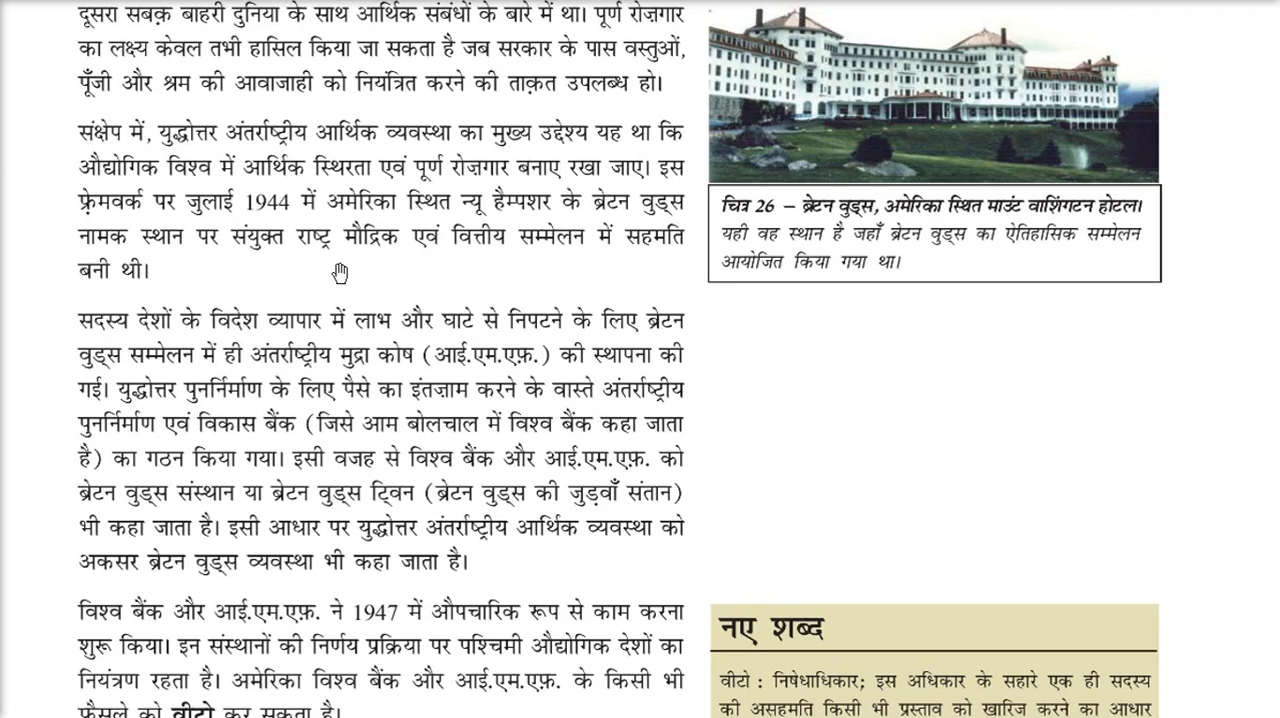 दूसरा सबक़ बाहरी दुनिया के साथ आर्थिक संबंधों के बारे में था। पूर्ण रोज़गार
का लक्ष्य केवल तभी हासिल किया जा सकता है जब सरकार के पास वस्तुओं,
पूँजी और श्रम की आवाजाही को नियंत्रित करने की ताक़त उपलब्ध हो।
संक्षेप में, युद्धोत्तर अंतर्राष्ट्रीय आर्थिक व्यवस्था का मुख्य उद्देश्य यह था कि
औद्योगिक विश्व में आर्थिक स्थिरता एवं पूर्ण रोज़गार बनाए रखा जाए। इस
फ़्रेमवर्क पर जुलाई 1944 में अमेरिका स्थित न्यू हैम्पशर के ब्रेटन वुड्स
नामक स्थान पर संयुक्त राष्ट्र मौद्रिक एवं वित्तीय सम्मेलन में सहमति
बनी थी।
सदस्य देशों के विदेश व्यापार में लाभ और घाटे से निपटने के लिए ब्रेटन
वुड्स सम्मेलन में ही अंतर्राष्ट्रीय मुद्रा कोष (आई.एम.एफ़.) की स्थापना की
गई। युद्धोत्तर पुनर्निर्माण के लिए पैसे का इंतज़ाम करने के वास्ते अंतर्राष्ट्रीय
पुनर्निर्माण एवं विकास बैंक (जिसे आम बोलचाल में विश्व बैंक कहा जाता
है) का गठन किया गया। इसी वजह से विश्व बैंक और आई.एम.एफ़. को
ब्रेटन वुड्स संस्थान या ब्रेटन वुड्स ट्विन (ब्रेटन वुड्स की जुड़वाँ संतान)
भी कहा जाता है। इसी आधार पर युद्धोत्तर अंतर्राष्ट्रीय आर्थिक व्यवस्था को
अकसर ब्रेटन वुड्स व्यवस्था भी कहा जाता है।
विश्व बैंक और आई.एम.एफ़. ने 1947 में औपचारिक रूप से काम करना
शुरू किया। इन संस्थानों की निर्णय प्रक्रिया पर पश्चिमी औद्योगिक देशों का
नियंत्रण रहता है। अमेरिका विश्व बैंक और आई.एम.एफ़. के किसी भी
फ़ैसले को वीटो कर सकता है।
चित्र 26 – ब्रेटन वुड्स, अमेरिका स्थित माउंट वाशिंगटन होटल।
यही वह स्थान है जहाँ ब्रेटन वुड्स का ऐतिहासिक सम्मेलन
आयोजित किया गया था।
नए शब्द
वीटो : निषेधाधिकार; इस अधिकार के सहारे एक ही सदस्य
की असहमति किसी भी प्रस्ताव को खारिज करने का आधार